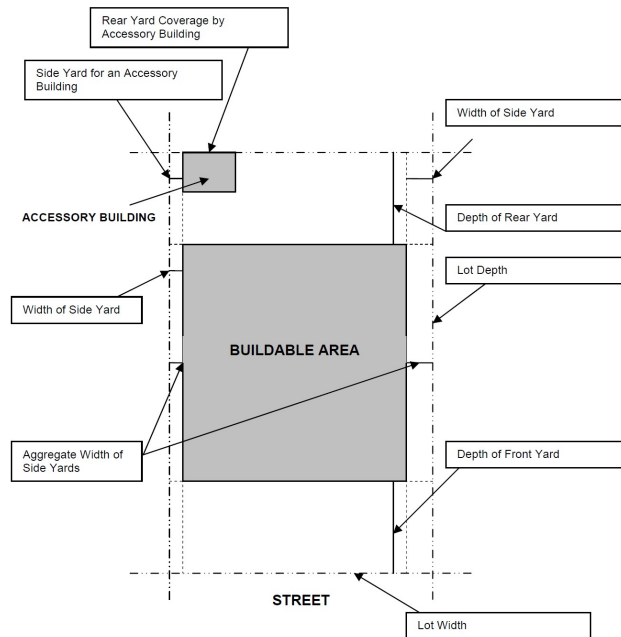 Rear Yard Coverage by
Accessory Building
Side Yard for an Accessory
Building
Width of Side Yard
ACCESSORY BUILDING
Depth of Rear Yard
Lot Depth
Width of Side Yard
BUILDABLE AREA
Aggregate Width of
Side Yards
Depth of Front Yard
STREET
Lot Width